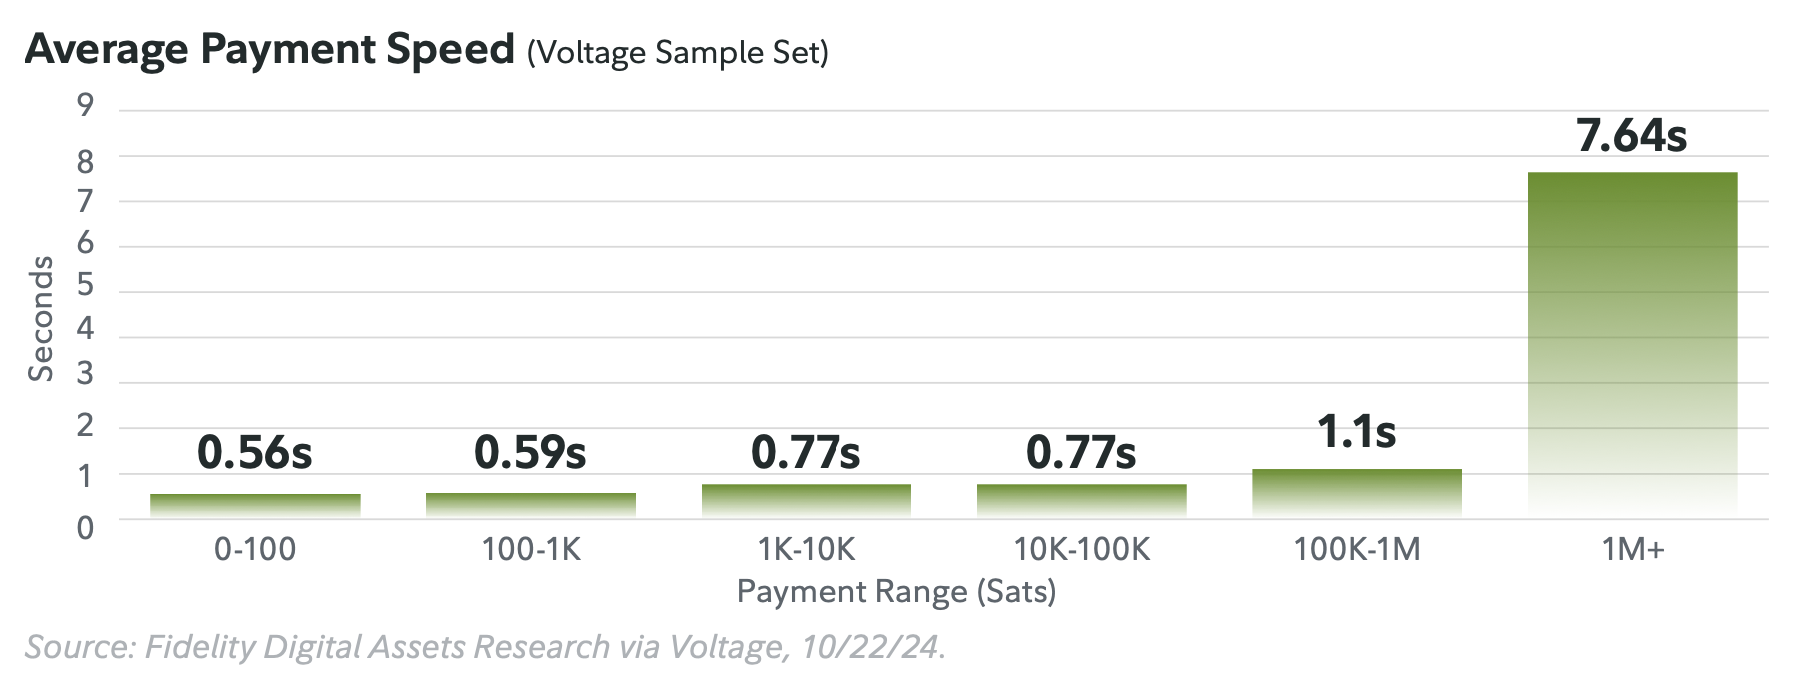 Average Payment Speed (Voltage Sample Set)
9
8
7
6
5
4
3
2
1
0
Seconds
0.56s
0.59s
0.77s
0.77s
1.1s
7.64s
0-100
100-1K
1K-10K
10K-100K
100K-1M
1M+
Payment Range (Sats)
Source: Fidelity Digital Assets Research via Voltage, 10/22/24.